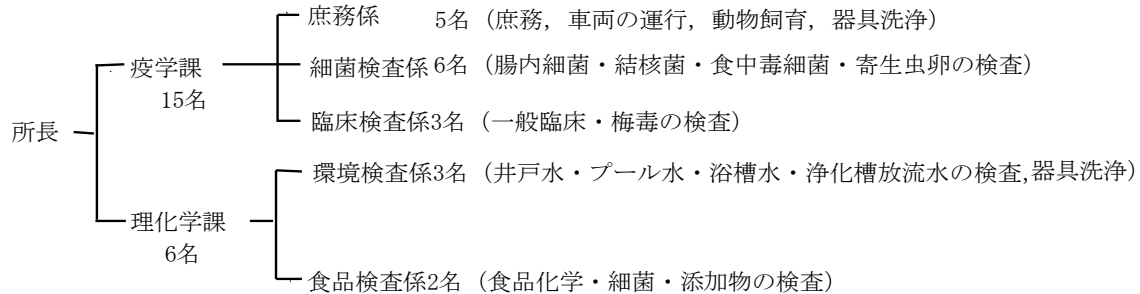 庶務係 5名（庶務, 車両の運行, 動物飼育, 器具洗浄）
疫学課
細菌検査係 6名（腸内細菌・結核菌・食中毒細菌・寄生虫卵の検査）
15名
臨床検査係3名（一般臨床・梅毒の検査）
所長
環境検査係3名（井戸水・プール水・浴槽水・浄化槽放流水の検査,器具洗浄）
理化学課
6名
食品検査係2名（食品化学・細菌・添加物の検査）